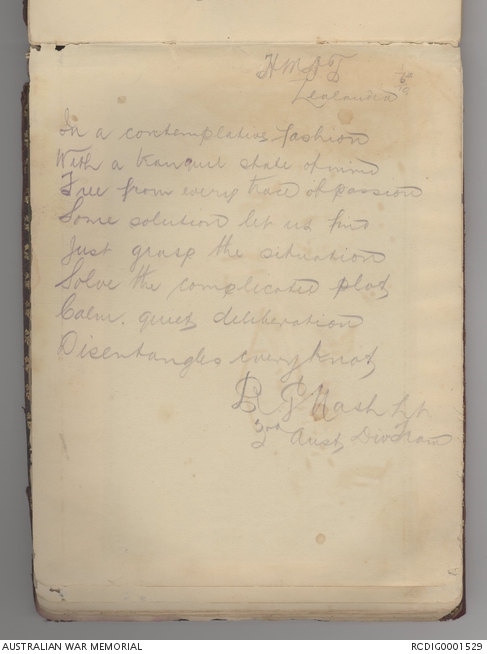 HMAT
Zealandia
In a contemplative fashion
With a tranquil state of mind
Free from every trace of passion
Some solution let us find
Just grasp the situation
Solve the complicated plot
Calm, quiet deliberation
Disentangles every knot
Nash
3rd Aust. Div Train
AUSTRALIAN WAR MEMORIAL
RCDIG0001529